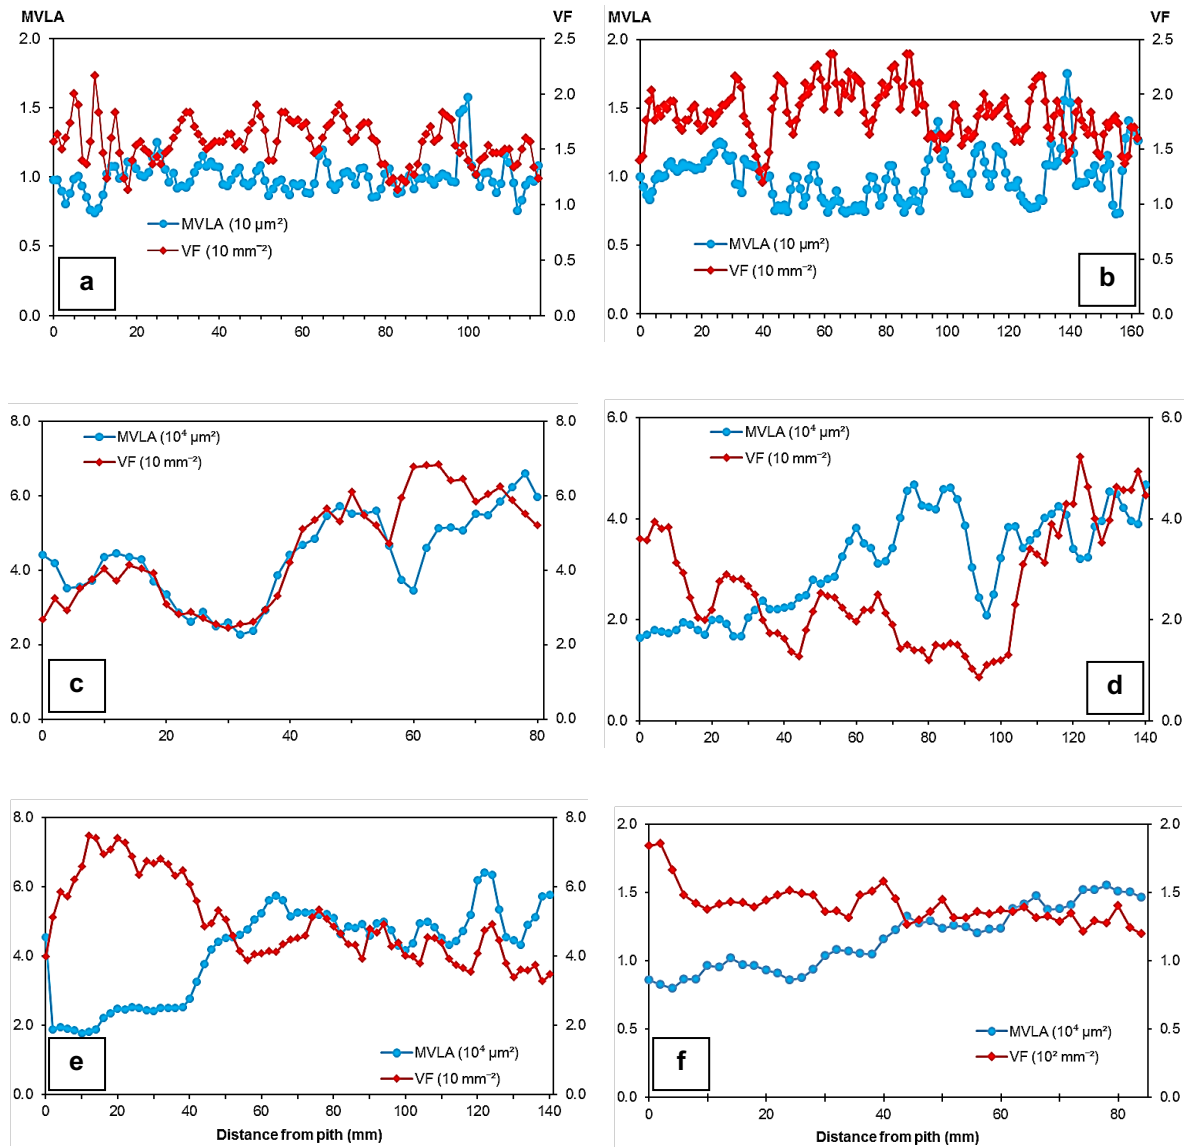 MVLA VF MVLA VF
2.0 2.5 2.0 2.5
1.5 2.0 1.5 2.0
1.5 1.5
1.0 1.0
MVLA (10 µm²)
VF (10 mm⁻²)
1.0 1.0
MVLA (10 µm²)
VF (10 mm⁻²)
0.5 0.5 0.5 0.5
a b
0.0 0.0 0.0 0.0
0 20 40 60 80 100 0 20 40 60 80 100 120 140 160
8.0 8.0 6.0 6.0
MVLA (10⁴ µm²)
VF (10 mm⁻²)
MVLA (10⁴ µm²)
VF (10 mm⁻²)
6.0 6.0
4.0 4.0 4.0 4.0
2.0 2.0 2.0 2.0
c d
0.0 0.0 0.0 0.0
0 20 40 60 80 0 20 40 60 80 100 120 140
8.0 8.0 2.0 2.0
6.0 6.0 1.5 1.5
4.0 4.0 1.0 1.0
2.0 2.0 0.5 0.5
MVLA (10⁴ µm²)
VF (10 mm⁻²)
MVLA (10⁴ µm²)
VF (10² mm⁻²)
e f
0.0 0.0 0.0 0.0
0 20 40 60 80 100 120 140 0 20 40 60 80
Distance from pith (mm) Distance from pith (mm)